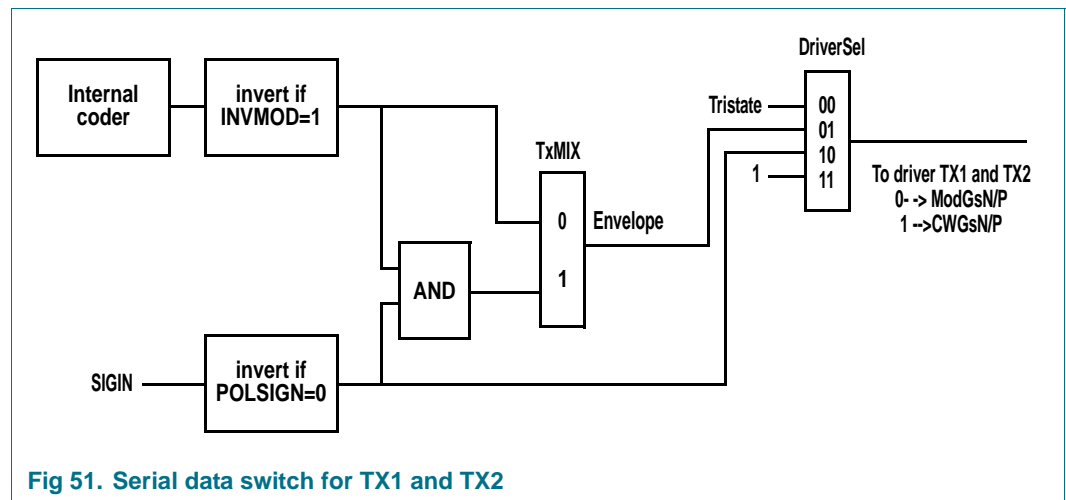 DriverSel
Internal
coder
invert if
INVMOD=1
Tristate
00
01
10
11
TxMIX
1
To driver TX1 and TX2
0- -> ModGsN/P
1 -->CWGsN/P
0
Envelope
1
AND
SIGIN
invert if
POLSIGN=0
Fig 51. Serial data switch for TX1 and TX2